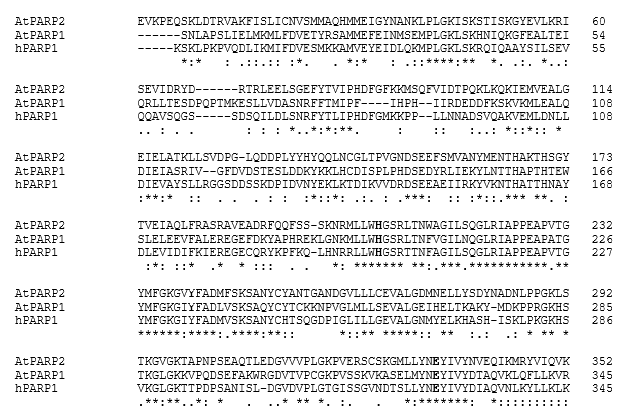 AtPARP2 EVKPEQSKLDTRVAKFISLICNVSMMAQHMMEIGYNANKLPLGKISKSTISKGYEVLKRI 60
AtPARP1 ------SNLAPSLIELMKMLFDVETYRSAMMEFEINMSEMPLGKLSKHNIQKGFEALTEI 54
hPARP1 -----KSKLPKPVQDLIKMIFDVESMKKAMVEYEIDLQKMPLGKLSKRQIQAAYSILSEV 55
*:* . .::.:: :* . . *:* : ..:****:** *. .:. *..:
AtPARP2 SEVIDRYD------RTRLEELSGEFYTVIPHDFGFKKMSQFVIDTPQKLKQKIEMVEALG 114
AtPARP1 QRLLTESDPQPTMKESLLVDASNRFFTMIPF----IHPH--IIRDEDDFKSKVKMLEALQ 108
hPARP1 QQAVSQGS------SDSQILDLSNRFYTLIPHDFGMKKPP--LLNNADSVQAKVEMLDNLL 108
.. : . : : *..*:*:**. : :: . .: *::*:: *
AtPARP2 EIELATKLLSVDPG-LQDDPLYYHYQQLNCGLTPVGNDSEEFSMVANYMENTHAKTHSGY 173
AtPARP1 DIEIASRIV--GFDVDSTESLDDKYKKLHCDISPLPHDSEDYRLIEKYLNTTHAPTHTEW 166
hPARP1 DIEVAYSLLRGGSDDSSKDPIDVNYEKLKTDIKVVDRDSEEAEIIRKYVKNTHATTHNAY 168
:**:* :: . . :.: :*::*: .: : .***: :: :*::.*** **. :
AtPARP2 TVEIAQLFRASRAVEADRFQQFSS-SKNRMLLWHGSRLTNWAGILSQGLRIAPPEAPVTG 232
AtPARP1 SLELEEVFALEREGEFDKYAPHREKLGNKMLLWHGSRLTNFVGILNQGLRIAPPEAPATG 226
hPARP1 DLEVIDIFKIEREGECQRYKPFKQ-LHNRRLLWHGSRTTNFAGILSQGLRIAPPEAPVTG 227
:*: ::* .* * ::: . . *: ******* **:.***.***********.**
AtPARP2 YMFGKGVYFADMFSKSANYCYANTGANDGVLLLCEVALGDMNELLYSDYNADNLPPGKLS 292
AtPARP1 YMFGKGIYFADLVSKSAQYCYTCKKNPVGLMLLSEVALGEIHELTKAKY-MDKPPRGKHS 285
hPARP1 YMFGKGIYFADMVSKSANYCHTSQGDPIGLILLGEVALGNMYELKHASH-ISKLPKGKHS 286
******:****:.****:**:: *::** *****:: ** :.: .: * ** *
AtPARP2 TKGVGKTAPNPSEAQTLEDGVVVPLGKPVERSCSKGMLLYNEYIVYNVEQIKMRYVIQVK 352
AtPARP1 TKGLGKKVPQDSEFAKWRGDVTVPCGKPVSSKVKASELMYNEYIVYDTAQVKLQFLLKVR 345
hPARP1 VKGLGKTTPDPSANISL-DGVDVPLGTGISSGVNDTSLLYNEYIVYDIAQVNLKYLLKLK 345
.**:**..*: * ..* ** *. :. . *:*******: *:::::::::